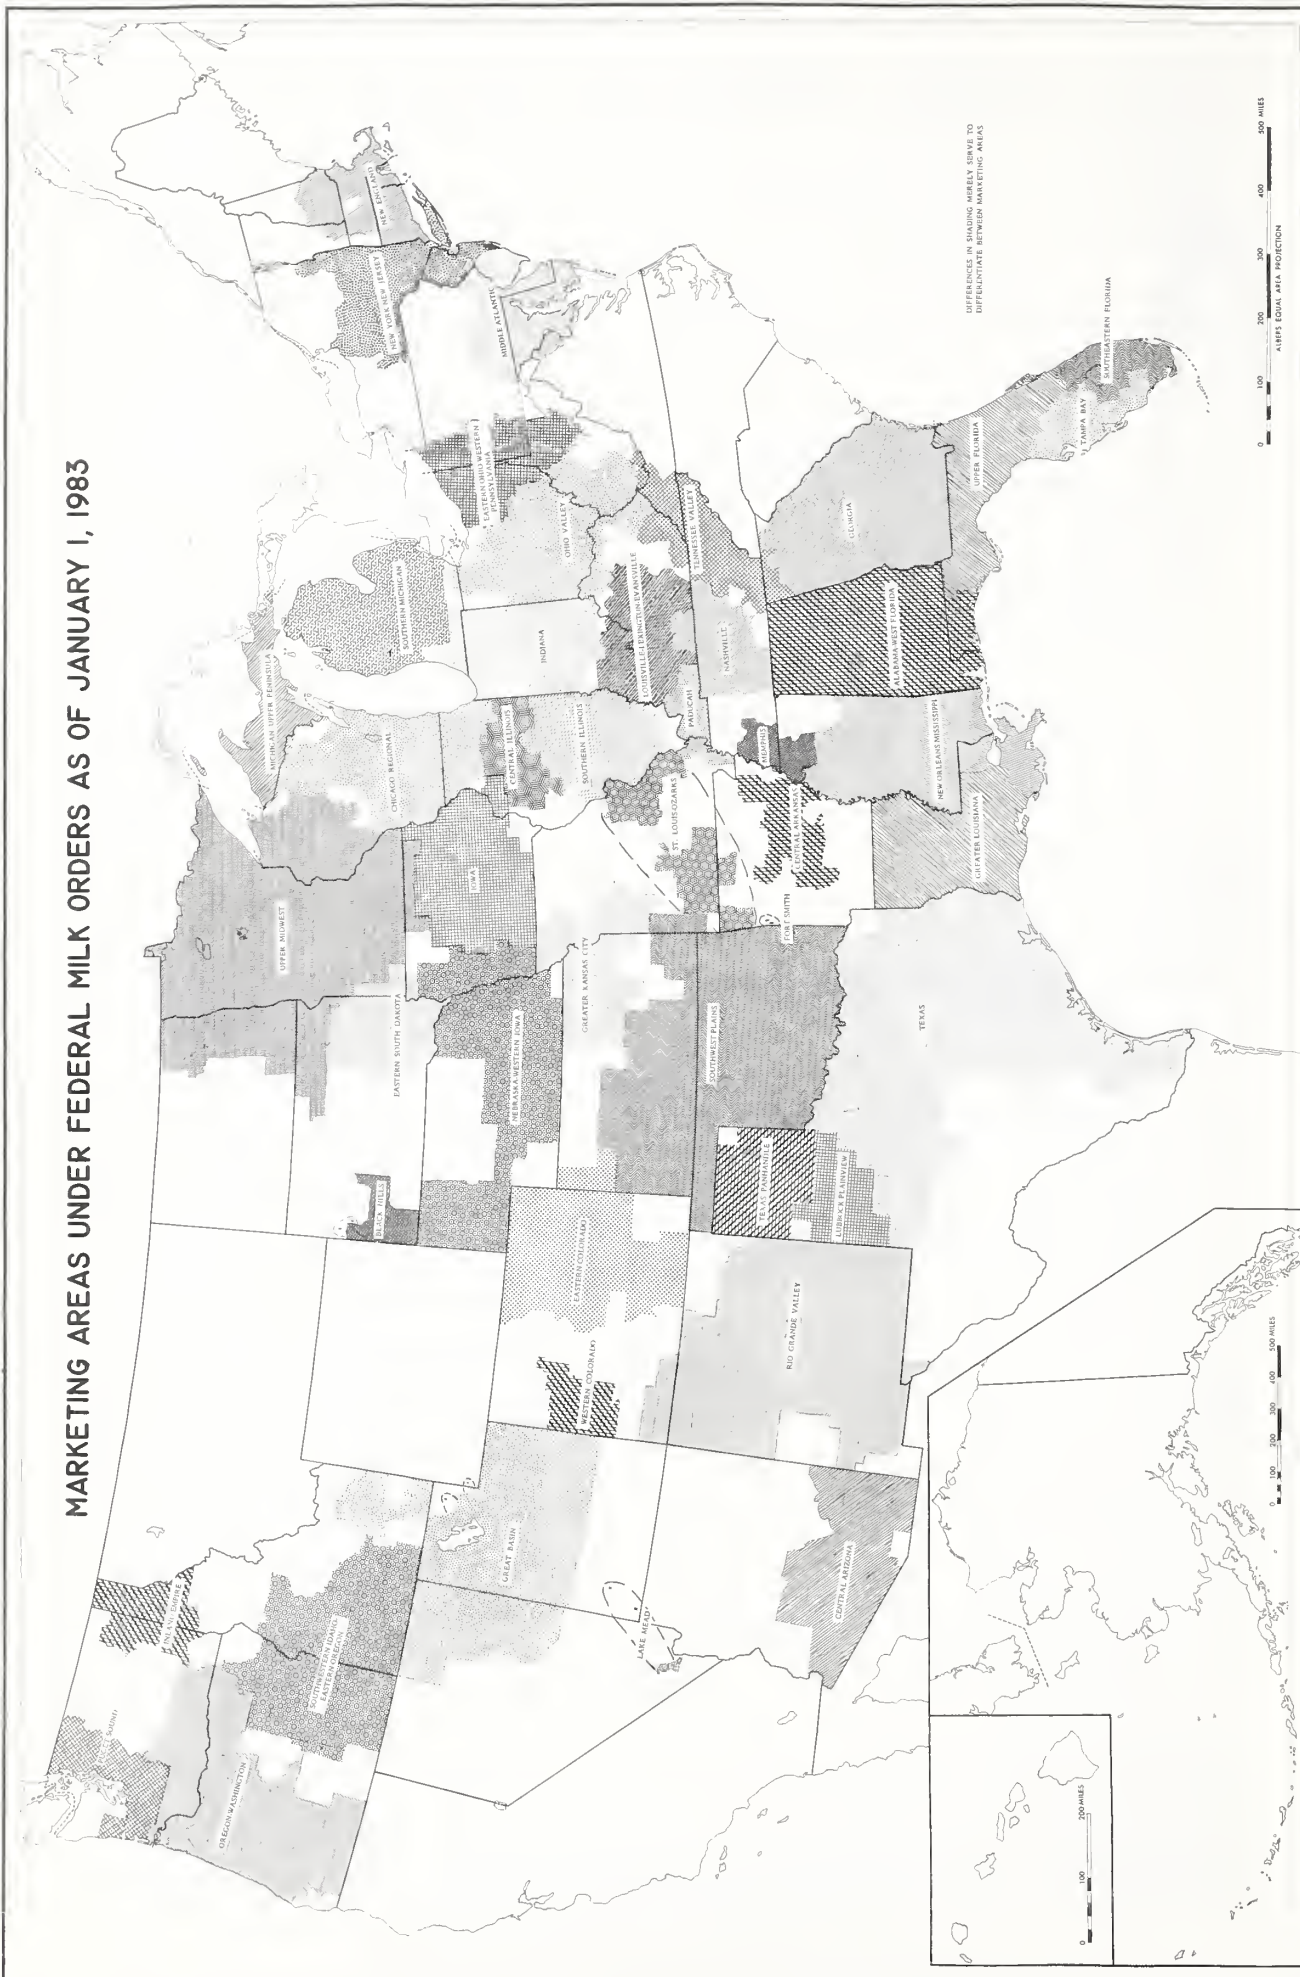 MARKETING AREAS UNDER FEDERAL MILK ORDERS AS OF JANUARY 1, 1983
PUGET SOUND
INLAND EMPIRE
OREGON-WASHINGTON
SOUTHWESTERN IDAHO
EASTERN OREGON
GREAT BASIN
LAKE MEAD
CENTRAL ARIZONA
WESTERN COLORADO
EASTERN COLORADO
RIO GRANDE VALLEY
BLACK HILLS
EASTERN SOUTH DAKOTA
UPPER MIDWEST
NEBRASKA-WESTERN IOWA
IOWA
GREATER KANSAS CITY
SOUTHWEST PLAINS
TEXAS PANHANDLE
LUBBOCK PLAINVIEW
TEXAS
FORT SMITH
CENTRAL ARKANSAS
ST. LOUIS-OZARKS
GREATER LOUISIANA
NEW ORLEANS MISSISSIPPI
MEMPHIS
PADUCAH
NASHVILLE
MICHIGAN UPPER PENINSULA
CHICAGO REGIONAL
CENTRAL ILLINOIS
SOUTHERN ILLINOIS
SOUTHERN MICHIGAN
INDIANA
LOUISVILLE-LEXINGTON-EVANSVILLE
OHIO VALLEY
EASTERN OHIO-WESTERN
PENNSYLVANIA
TENNESSEE VALLEY
ALABAMA-WEST FLORIDA
GEORGIA
UPPER FLORIDA
TAMPA BAY
SOUTHEASTERN FLORIDA
MIDDLE ATLANTIC
NEW YORK-NEW JERSEY
NEW ENGLAND
DIFFERENCES IN SHADING MERELY SERVE TO
DIFFERENTIATE BETWEEN MARKETING AREAS
0 100 200 300 400 500 MILES
ALBERS EQUAL AREA PROJECTION
0 100 200 300 400 500 MILES
0 100 200 MILES